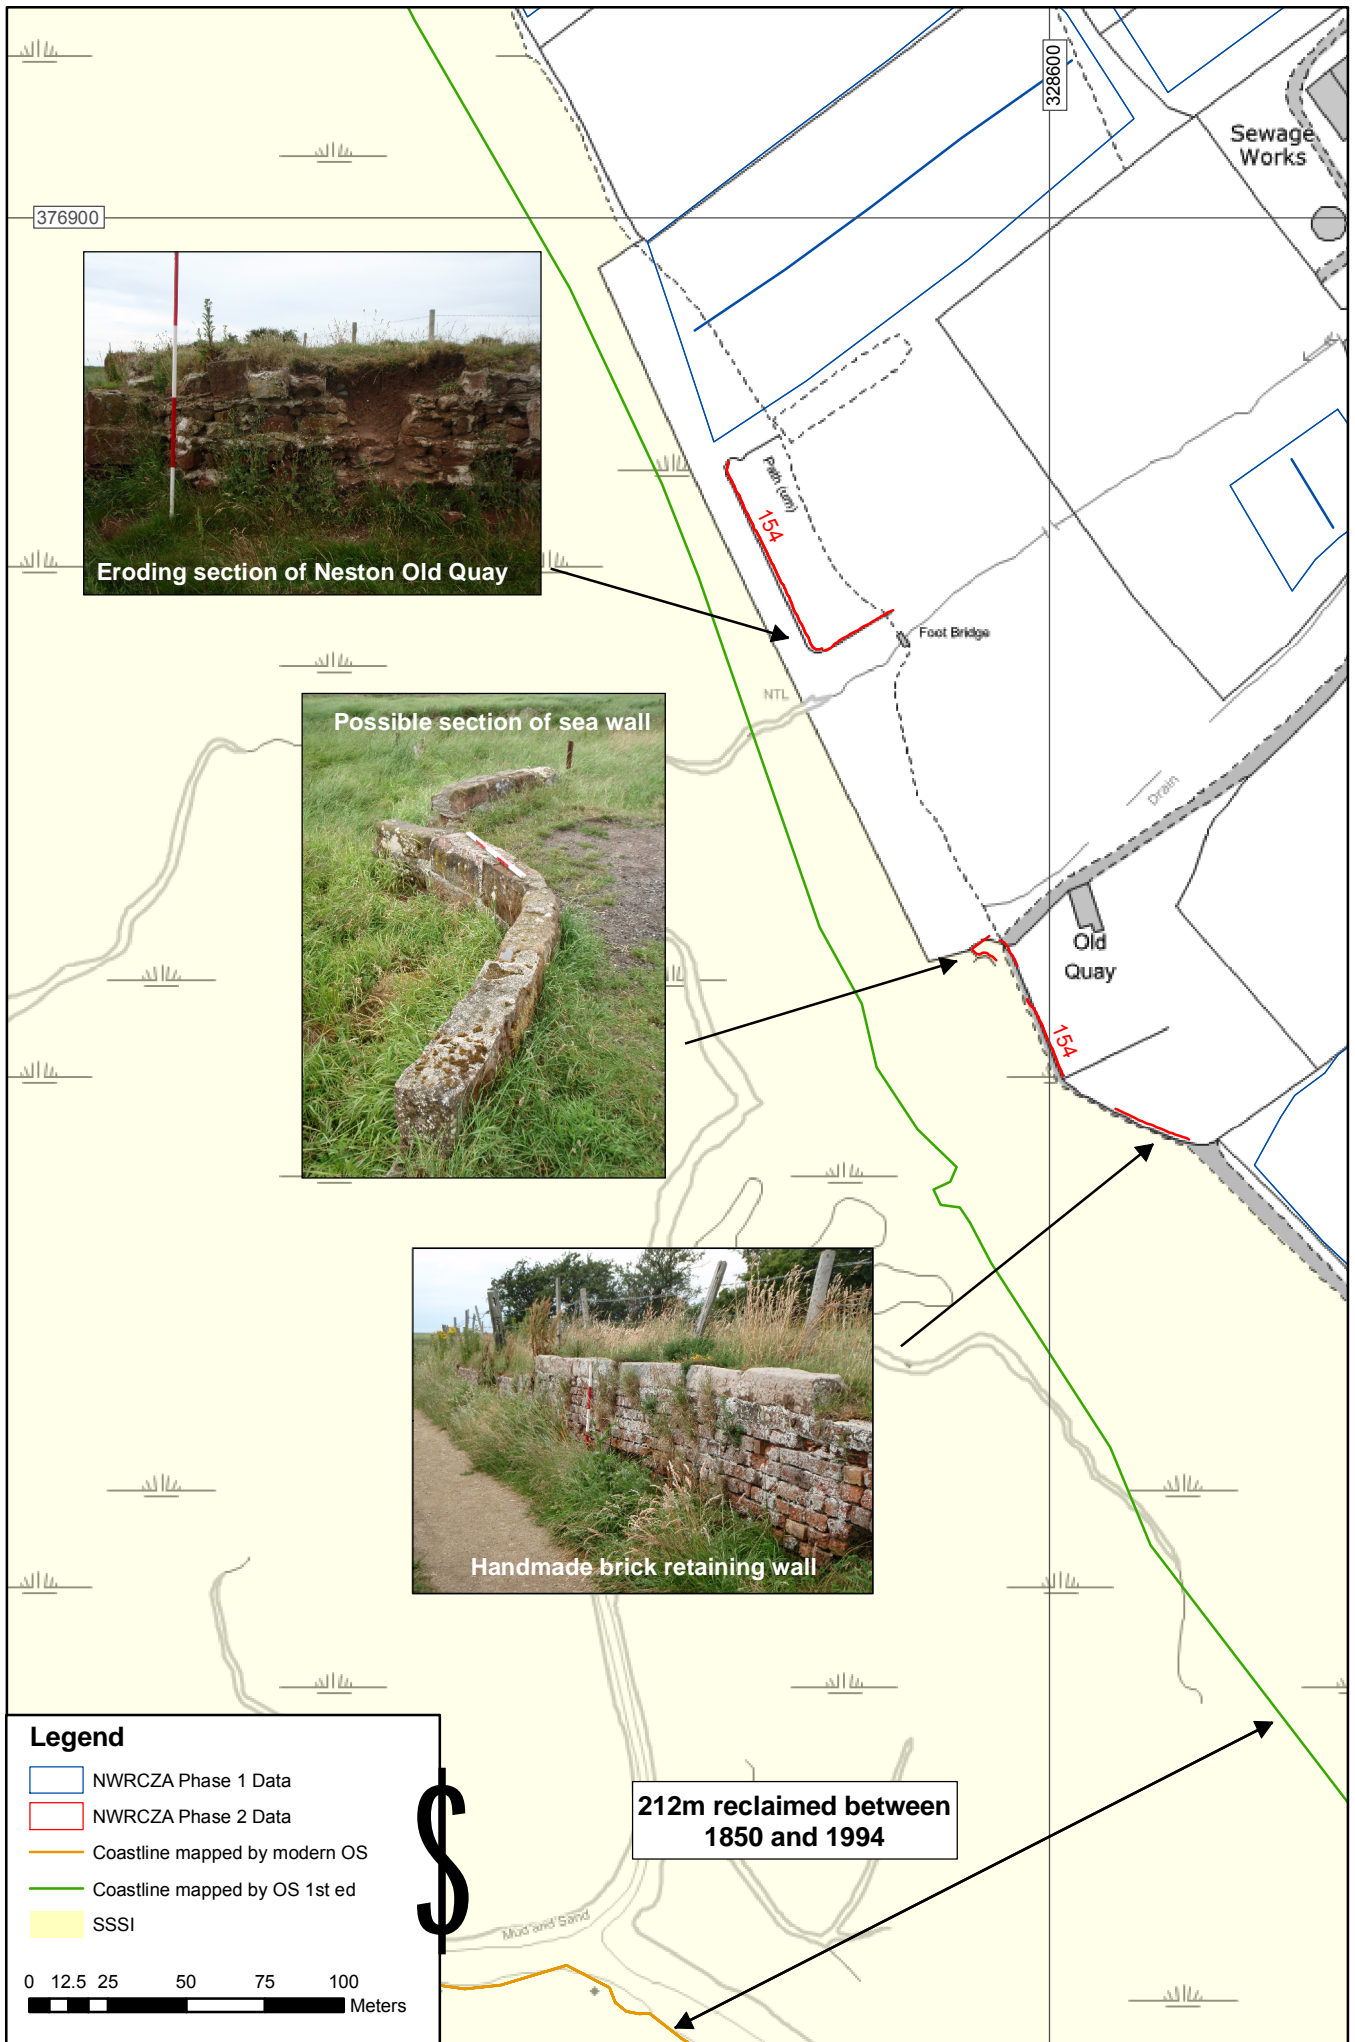 328600
Sewage
Works
376900
Path (um)
154
Eroding section of Neston Old Quay
Foot Bridge
NTL
Possible section of sea wall
Drain
Old
Quay
154
Handmade brick retaining wall
Legend
NWRCZA Phase 1 Data
NWRCZA Phase 2 Data
Coastline mapped by modern OS
Coastline mapped by OS 1st ed
SSSI
0 12.5 25 50 75 100
Meters
$
212m reclaimed between
1850 and 1994
Mud and Sand